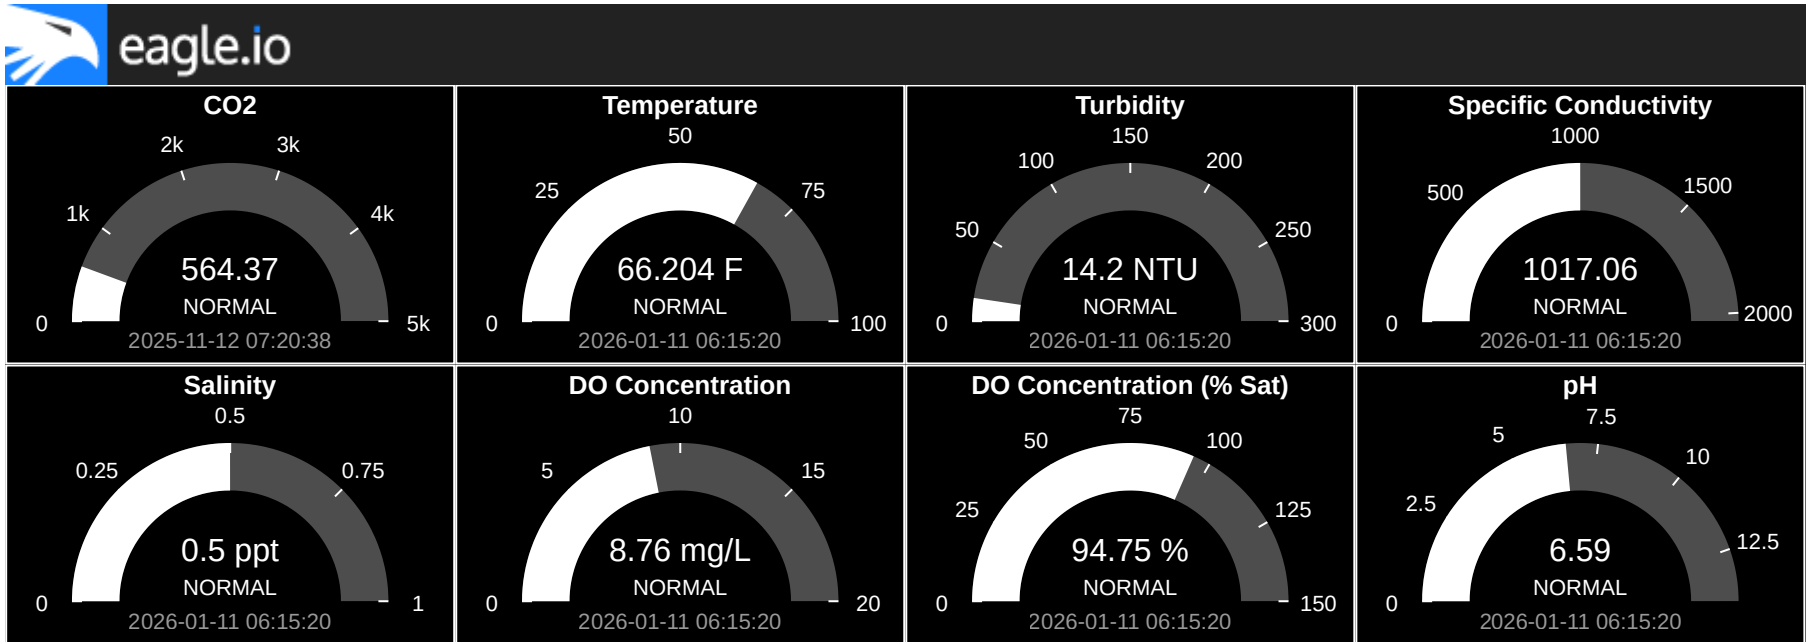 eagle.io
CO2
0
1k
2k
3k
4k
5k
564.37
NORMAL
2025-11-12 07:20:38
Temperature
0
25
50
75
100
66.204 F
NORMAL
2026-01-11 06:15:20
Turbidity
0
50
100
150
200
250
300
14.2 NTU
NORMAL
2026-01-11 06:15:20
Specific Conductivity
0
500
1000
1500
2000
1017.06
NORMAL
2026-01-11 06:15:20
Salinity
0
0.25
0.5
0.75
1
0.5 ppt
NORMAL
2026-01-11 06:15:20
DO Concentration
0
5
10
15
20
8.76 mg/L
NORMAL
2026-01-11 06:15:20
DO Concentration (% Sat)
0
25
50
75
100
125
150
94.75 %
NORMAL
2026-01-11 06:15:20
pH
0
2.5
5
7.5
10
12.5
6.59
NORMAL
2026-01-11 06:15:20